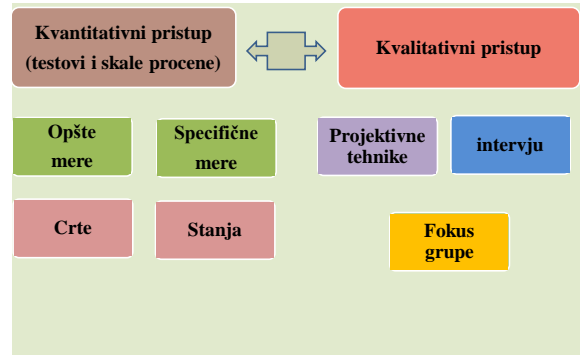 Kvantitativni pristup
(testovi i skale procene)
Kvalitativni pristup
Opšte
mere
Specifične
mere
Projektivne
tehnike
intervju
Crte
Stanja
Fokus
grupe